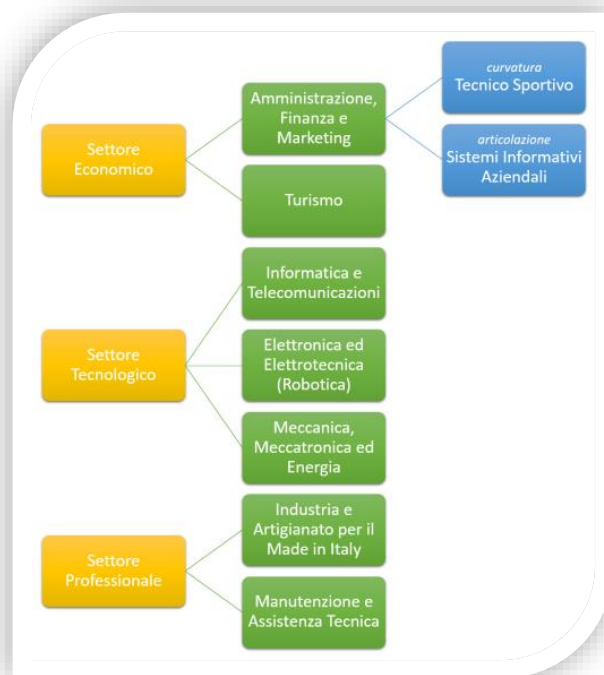 Settore
Economico
Amministrazione,
Finanza e
Marketing
curvatura
Tecnico Sportivo
articolazione
Sistemi Informativi
Aziendali
Turismo
Settore
Tecnologico
Informatica e
Telecomunicazioni
Elettronica ed
Elettrotecnica
(Robotica)
Meccanica,
Meccatronica ed
Energia
Settore
Professionale
Industria e
Artigianato per il
Made in Italy
Manutenzione e
Assistenza Tecnica